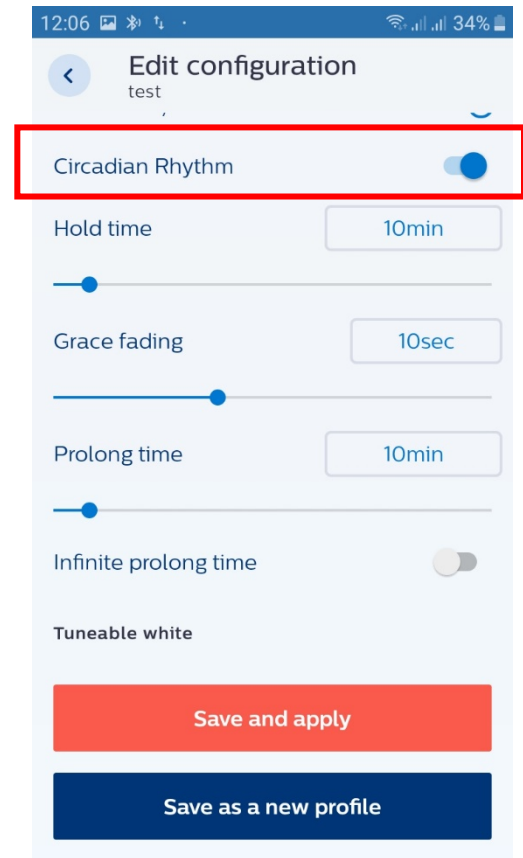 12:06 34%
Edit configuration
test
Circadian Rhythm
Hold time 10min
Grace fading 10sec
Prolong time 10min
Infinite prolong time
Tuneable white
Save and apply
Save as a new profile